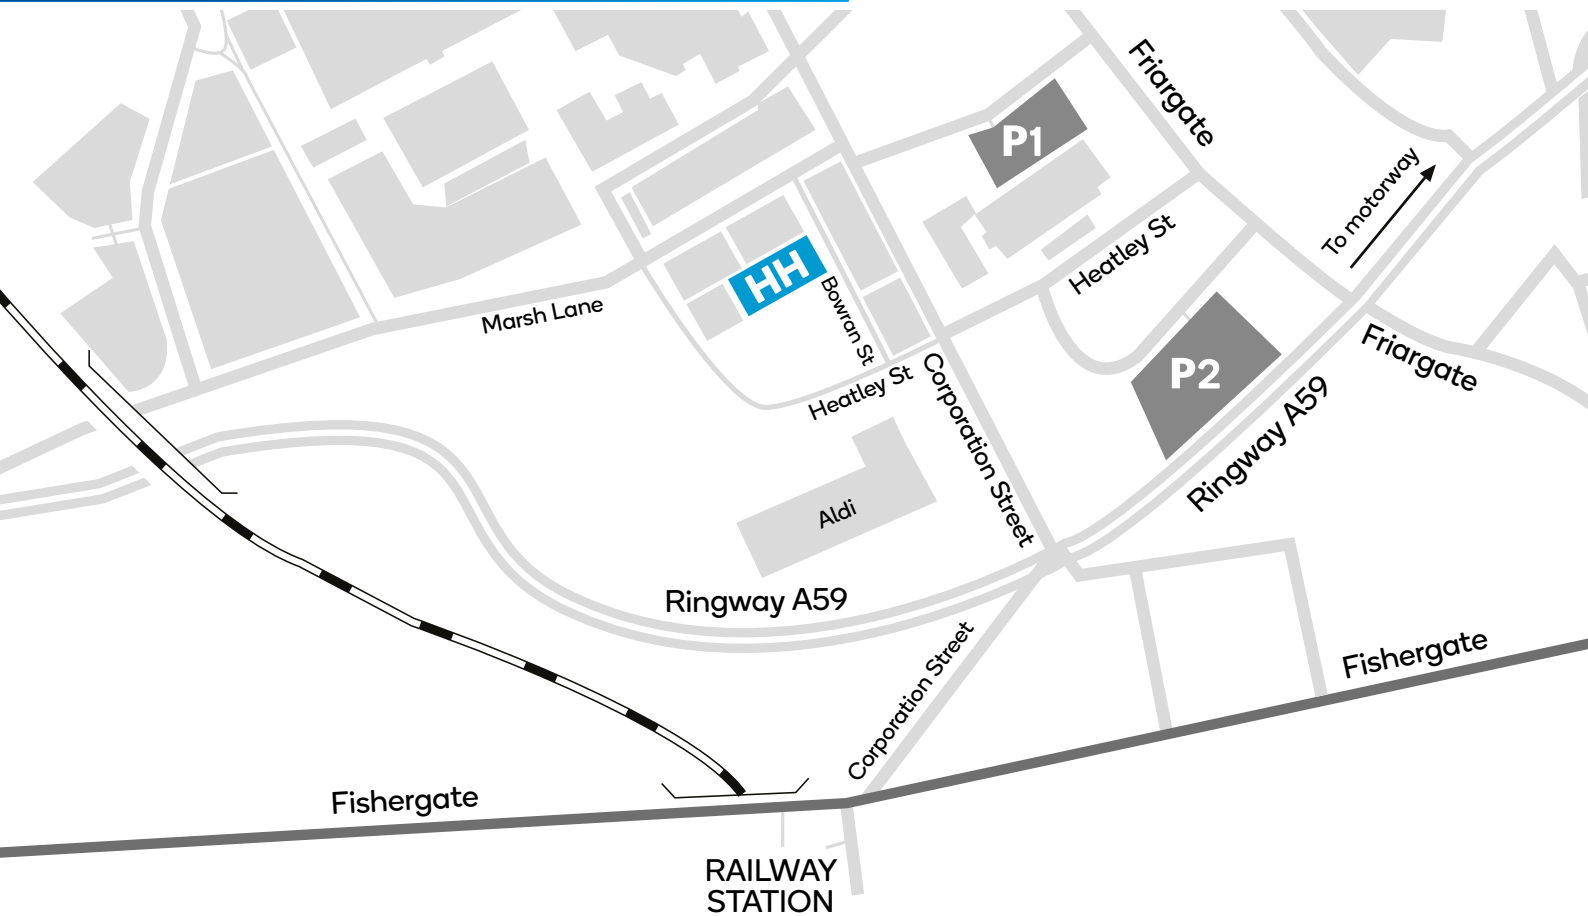 Friargate
P1
To motorway
Heatley St
HH
Bowran St
Marsh Lane
Friargate
P2
Heatley St
Corporation Street
Ringway A59
Aldi
Ringway A59
Corporation Street
Fishergate
Fishergate
RAILWAY
STATION